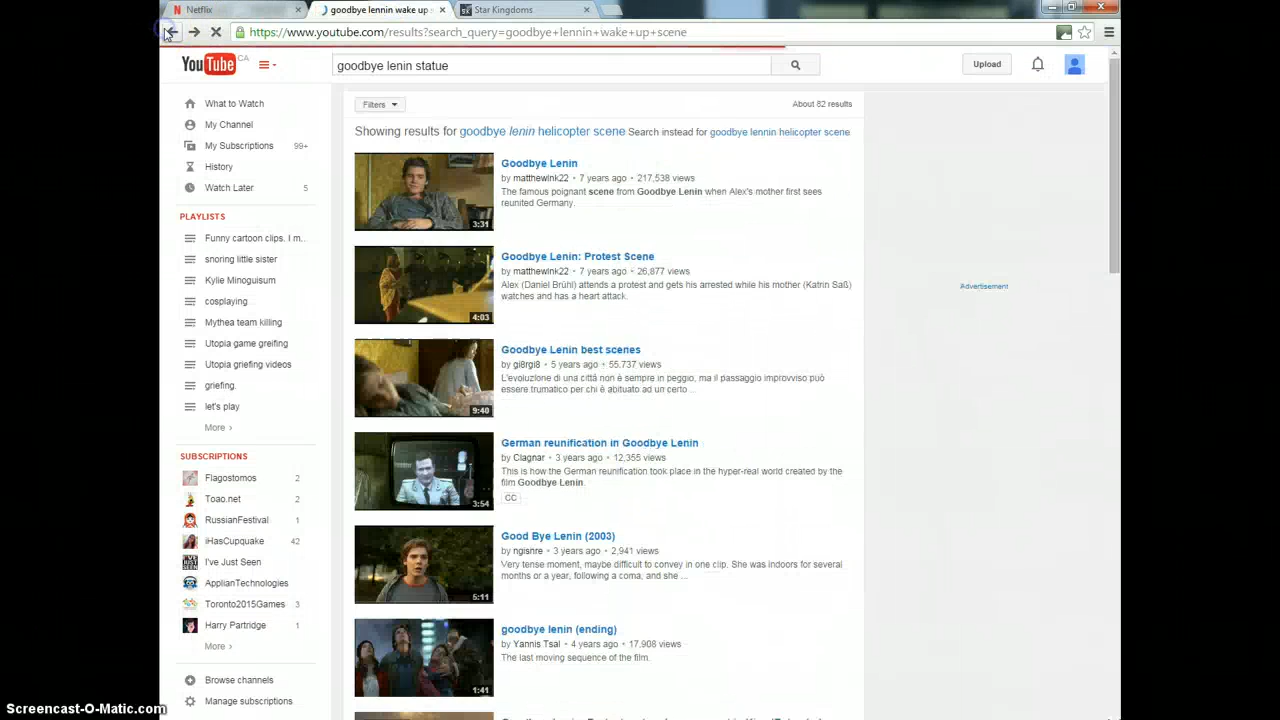 Netflix
goodbye lennin wake up s
Star Kingdoms
https://www.youtube.com/results?search_query=goodbye+lennin+wake+up+scene
YouTube CA
goodbye lenin statue
Upload
What to Watch
My Channel
My Subscriptions 99+
History
Watch Later 5
PLAYLISTS
Funny cartoon clips. I m..
snoring little sister
Kylie Minoguisum
cosplaying
Mythea team killing
Utopia game greifing
Utopia griefing videos
griefing.
let's play
More ›
SUBSCRIPTIONS
Flagostomos 2
Toao.net 2
RussianFestival 1
iHasCupquake 42
I've Just Seen
ApplianTechnologies
Toronto2015Games 3
Harry Partridge 1
More ›
Browse channels
Manage subscriptions
Filters
About 82 results
Showing results for goodbye lenin helicopter scene Search instead for goodbye lennin helicopter scene
3:31
Goodbye Lenin
by matthewink22 • 7 years ago • 217,538 views
The famous poignant scene from Goodbye Lenin when Alex's mother first sees
reunited Germany.
4:03
Goodbye Lenin: Protest Scene
by matthewink22 • 7 years ago • 26,877 views
Alex (Daniel Brühl) attends a protest and gets his arrested while his mother (Katrin Saß)
watches and has a heart attack.
9:40
Goodbye Lenin best scenes
by gi8rgi8 • 5 years ago • 55,737 views
L'evoluzione di una città non è sempre in peggio, ma il passaggio improvviso può
essere trumatico per chi è abituato ad un certo ...
3:54
German reunification in Goodbye Lenin
by Clagnar • 3 years ago • 12,355 views
This is how the German reunification took place in the hyper-real world created by the
film Goodbye Lenin.
CC
5:11
Good Bye Lenin (2003)
by ngishre • 3 years ago • 2,941 views
Very tense moment, maybe difficult to convey in one clip. She was indoors for several
months or a year, following a coma, and she ...
1:41
goodbye lenin (ending)
by Yannis Tsal • 4 years ago • 17,908 views
The last moving sequence of the film.
Advertisement
Screencast-O-Matic.com